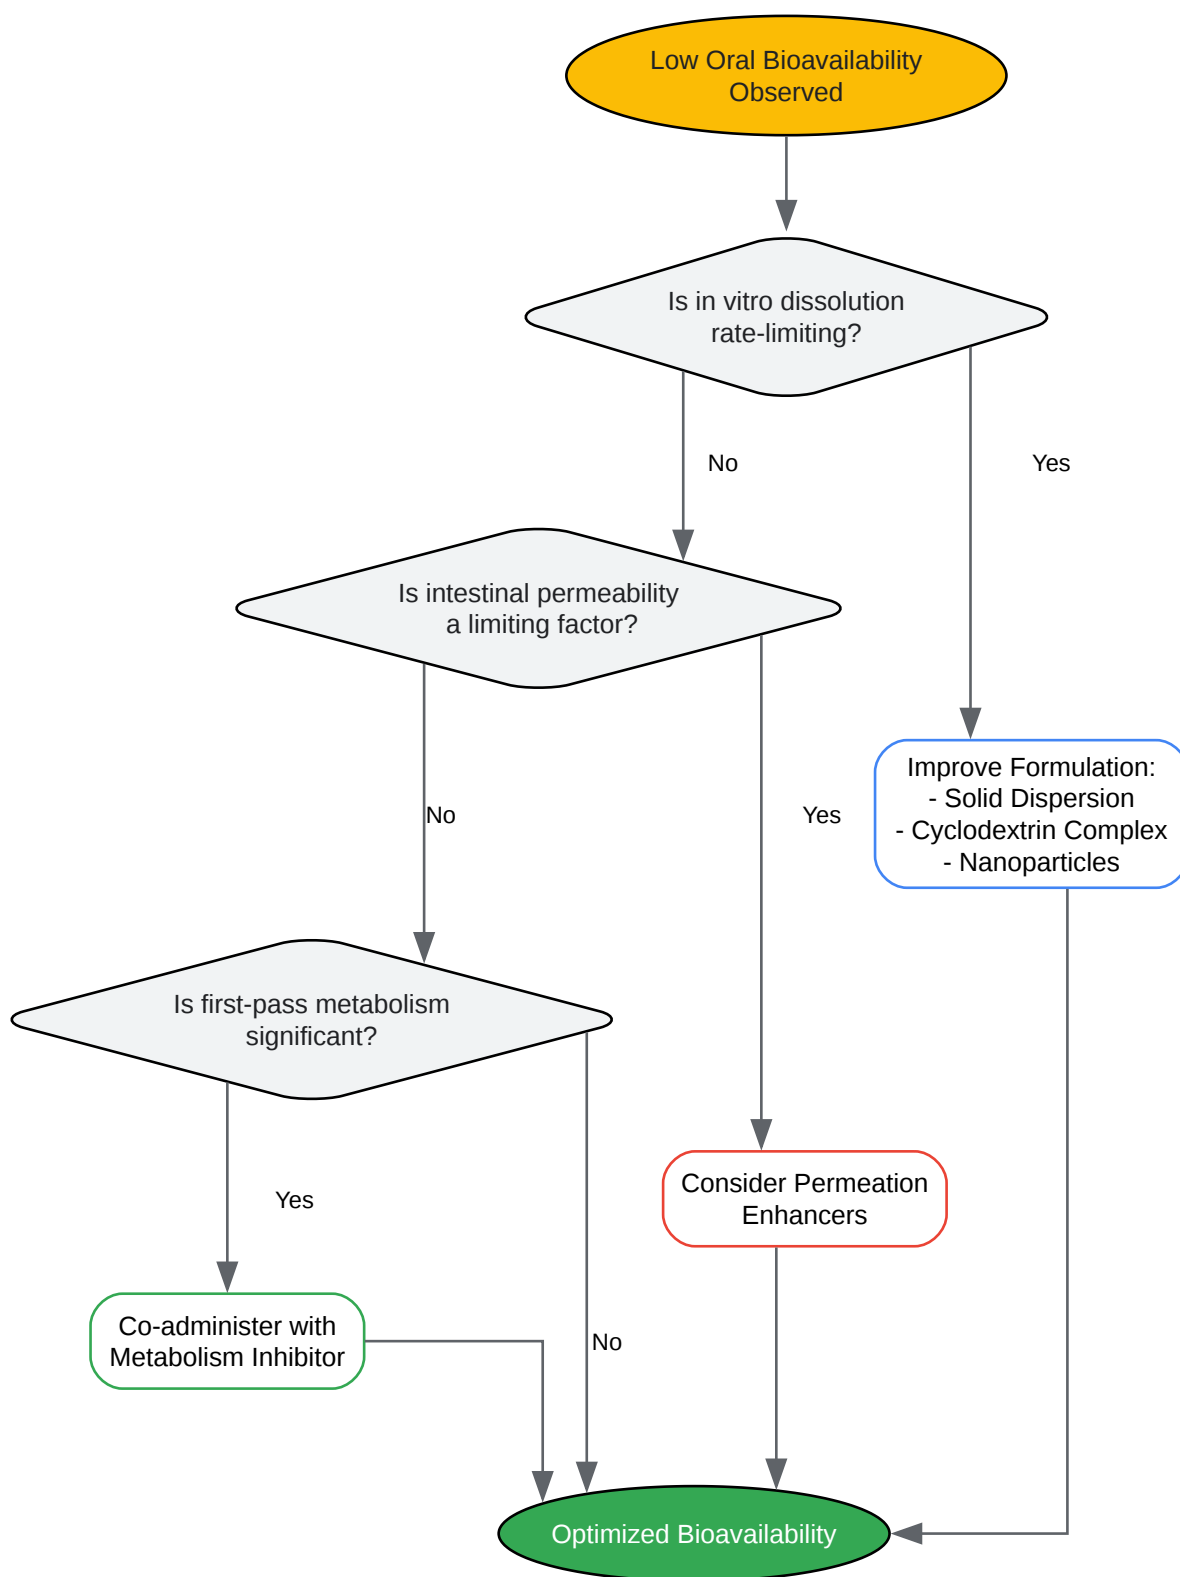 Low Oral Bioavailability
Observed
Is in vitro dissolution
rate-limiting?
No
Yes
Is intestinal permeability
a limiting factor?
Improve Formulation:
- Solid Dispersion
- Cyclodextrin Complex
- Nanoparticles
No
Yes
Is first-pass metabolism
significant?
Consider Permeation
Enhancers
Yes
Co-administer with
Metabolism Inhibitor
No
Optimized Bioavailability